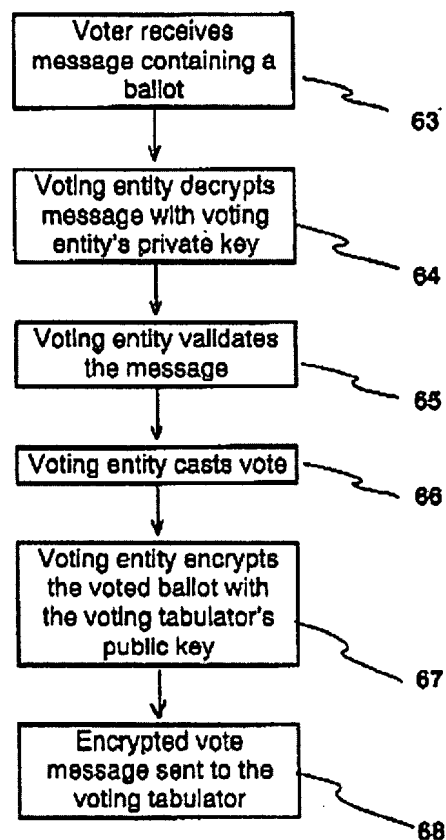 Voter receives
message containing a
ballot
63
Voting entity decrypts
message with voting
entity's private key
64
Voting entity validates
the message
65
Voting entity casts vote
66
Voting entity encrypts
the voted ballot with
the voting tabulator's
public key
67
Encrypted vote
message sent to the
voting tabulator
68